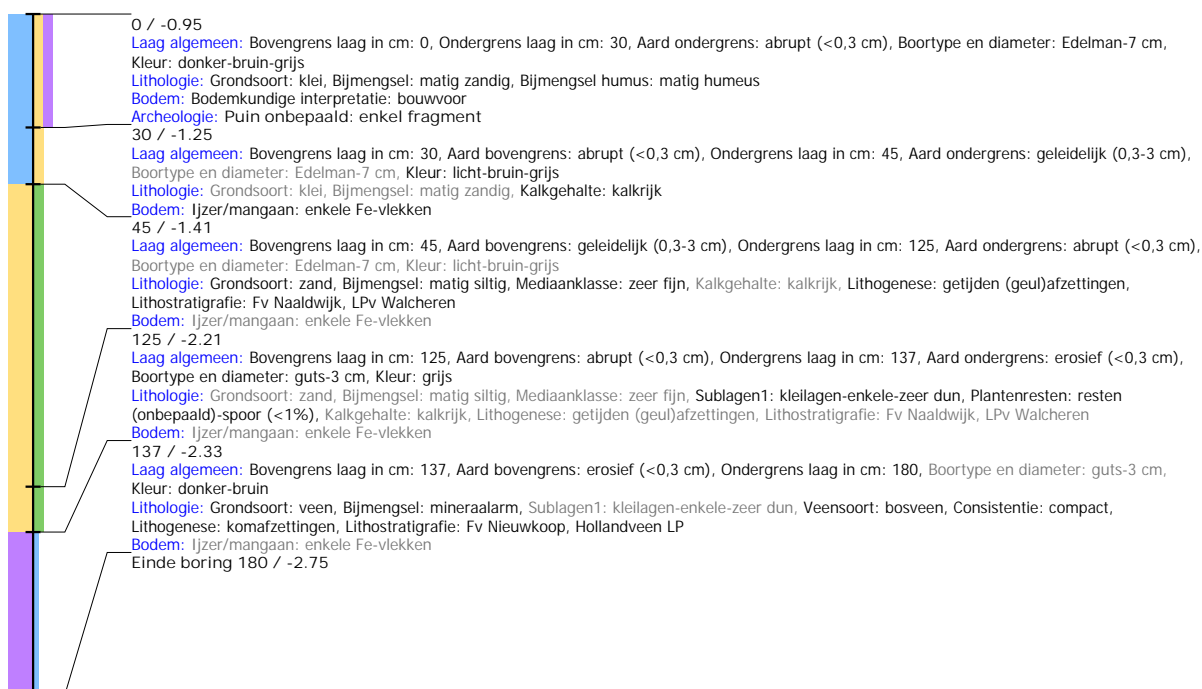 0 / -0.95
Laag algemeen: Bovengrens laag in cm: 0, Ondergrens laag in cm: 30, Aard ondergrens: abrupt (<0,3 cm), Boortype en diameter: Edelman-7 cm,
Kleur: donker-bruin-grijs
Lithologie: Grondsoort: klei, Bijmengsel: matig zandig, Bijmengsel humus: matig humeus
Bodem: Bodemkundige interpretatie: bouwvoor
Archeologie: Puin onbepaald: enkel fragment
30 / -1.25
Laag algemeen: Bovengrens laag in cm: 30, Aard bovengrens: abrupt (<0,3 cm), Ondergrens laag in cm: 45, Aard ondergrens: geleidelijk (0,3-3 cm),
Boortype en diameter: Edelman-7 cm, Kleur: licht-bruin-grijs
Lithologie: Grondsoort: klei, Bijmengsel: matig zandig, Kalkgehalte: kalkrijk
Bodem: Ijzer/mangaan: enkele Fe-vlekken
45 / -1.41
Laag algemeen: Bovengrens laag in cm: 45, Aard bovengrens: geleidelijk (0,3-3 cm), Ondergrens laag in cm: 125, Aard ondergrens: abrupt (<0,3 cm),
Boortype en diameter: Edelman-7 cm, Kleur: licht-bruin-grijs
Lithologie: Grondsoort: zand, Bijmengsel: matig siltig, Mediaanklasse: zeer fijn, Kalkgehalte: kalkrijk, Lithogenese: getijden (geul)afzettingen,
Lithostratigrafie: Fv Naaldwijk, LPv Walcheren
Bodem: Ijzer/mangaan: enkele Fe-vlekken
125 / -2.21
Laag algemeen: Bovengrens laag in cm: 125, Aard bovengrens: abrupt (<0,3 cm), Ondergrens laag in cm: 137, Aard ondergrens: erosief (<0,3 cm),
Boortype en diameter: guts-3 cm, Kleur: grijs
Lithologie: Grondsoort: zand, Bijmengsel: matig siltig, Mediaanklasse: zeer fijn, Sublagen1: kleilagen-enkele-zeer dun, Plantenresten: resten
(onbepaald)-spoor (<1%), Kalkgehalte: kalkrijk, Lithogenese: getijden (geul)afzettingen, Lithostratigrafie: Fv Naaldwijk, LPv Walcheren
Bodem: Ijzer/mangaan: enkele Fe-vlekken
137 / -2.33
Laag algemeen: Bovengrens laag in cm: 137, Aard bovengrens: erosief (<0,3 cm), Ondergrens laag in cm: 180, Boortype en diameter: guts-3 cm,
Kleur: donker-bruin
Lithologie: Grondsoort: veen, Bijmengsel: mineraalarm, Sublagen1: kleilagen-enkele-zeer dun, Veensoort: bosveen, Consistentie: compact,
Lithogenese: komafzettingen, Lithostratigrafie: Fv Nieuwkoop, Hollandveen LP
Bodem: Ijzer/mangaan: enkele Fe-vlekken
Einde boring 180 / -2.75